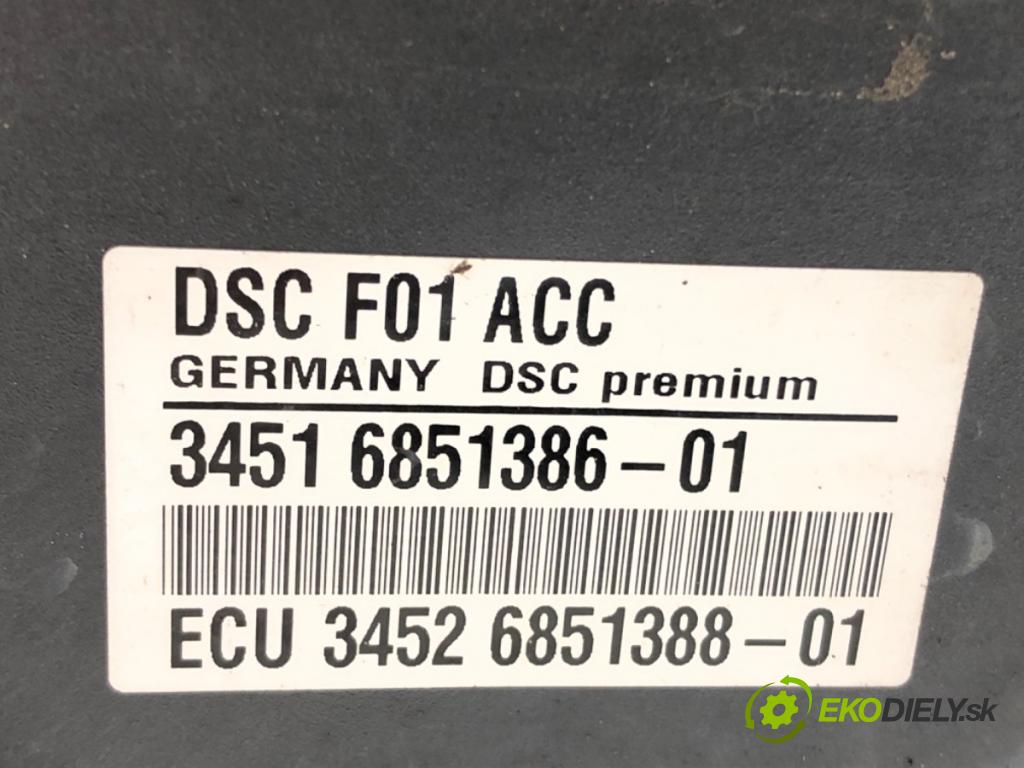 DSC F01 ACC
GERMANY DSC premium
3451 6851386-01
ECU 3452 6851388-01
EKODIELY.sk